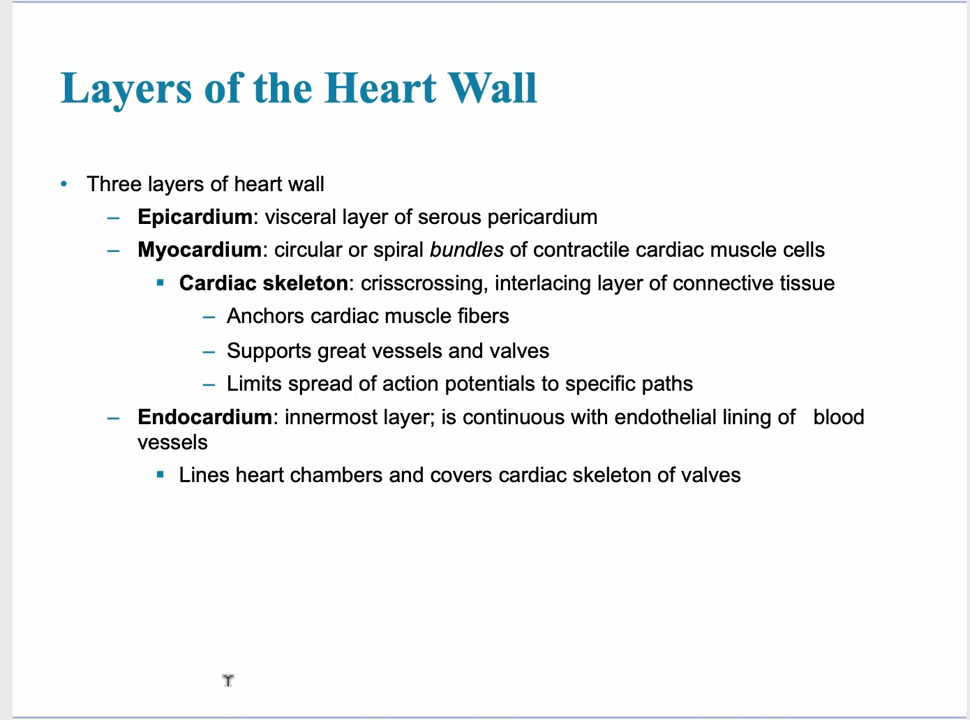 Layers of the Heart Wall
• Three layers of heart wall
– Epicardium: visceral layer of serous pericardium
– Myocardium: circular or spiral bundles of contractile cardiac muscle cells
▪ Cardiac skeleton: crisscrossing, interlacing layer of connective tissue
– Anchors cardiac muscle fibers
– Supports great vessels and valves
– Limits spread of action potentials to specific paths
– Endocardium: innermost layer; is continuous with endothelial lining of   blood
vessels
▪ Lines heart chambers and covers cardiac skeleton of valves